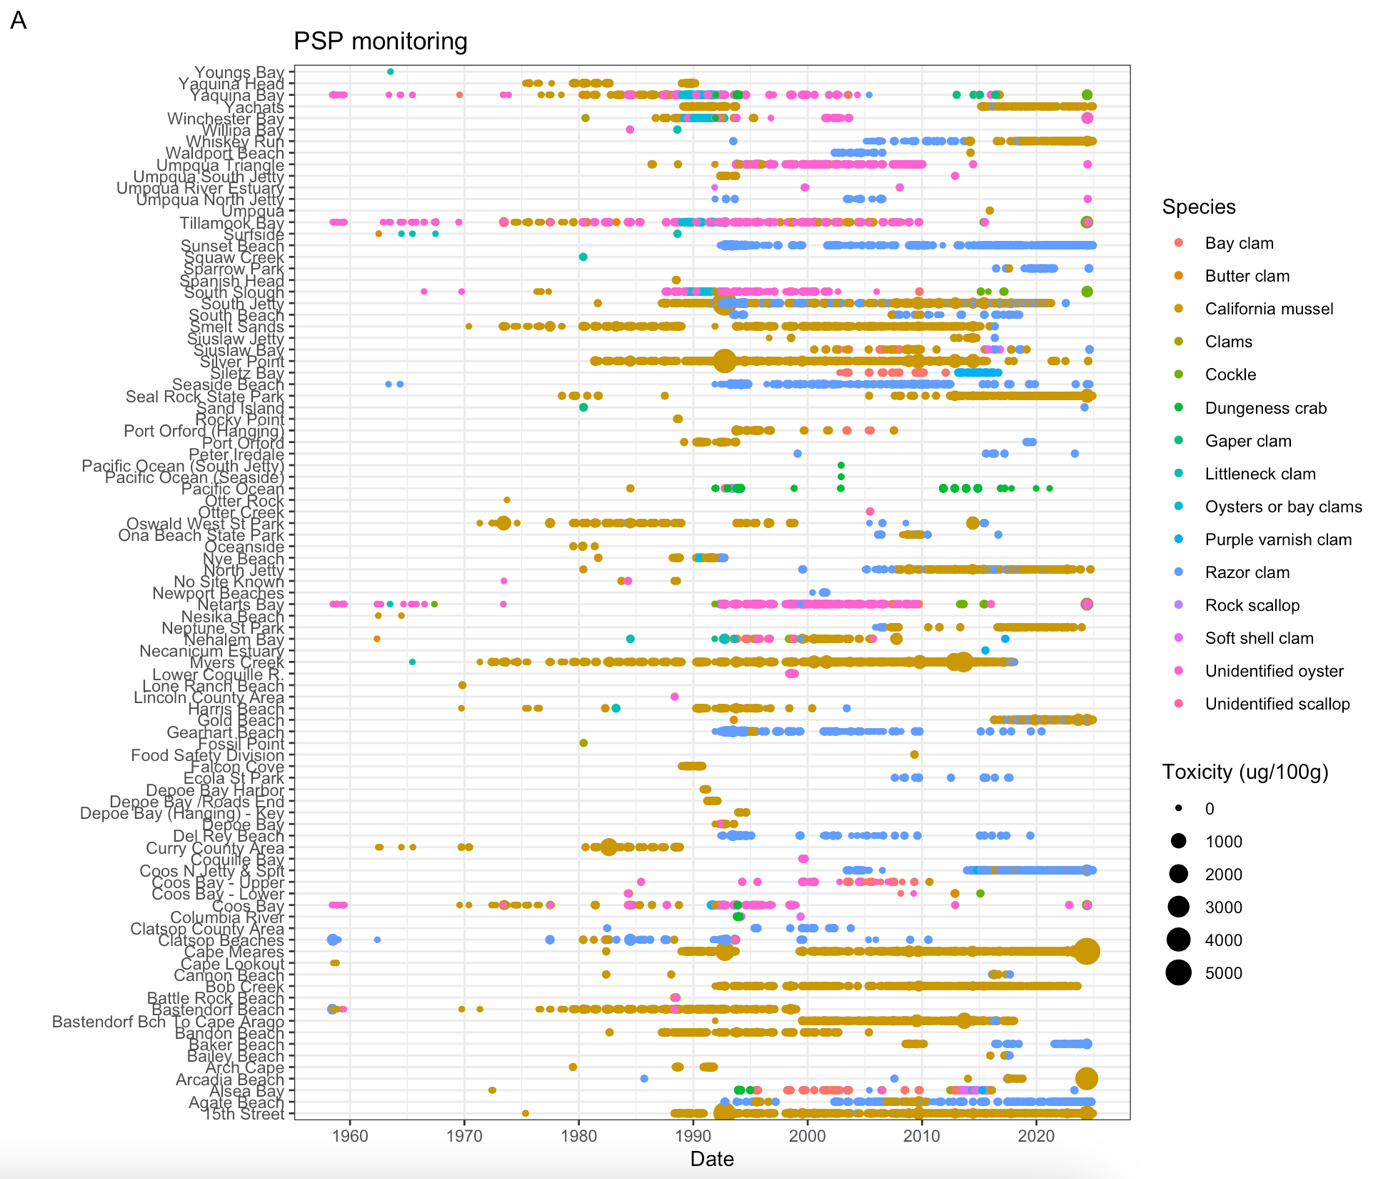 A
PSP monitoring
Youngs Bay
Yaquina Head
Yaquina Bay
Yachats
Winchester Bay
Willipa Bay
Whiskey Run
Waldport Beach
Umpqua Triangle
Umpqua South Jetty
Umpqua River Estuary
Umpqua North Jetty
Umpqua
Tillamook Bay
Surfside
Sunset Beach
Squaw Creek
Sparrow Park
Spanish Head
South Slough
South Jetty
South Beach
Smelt Sands
Siuslaw Jetty
Siuslaw Bay
Silver Point
Siletz Bay
Seaside Beach
Seal Rock State Park
Sand Island
Rocky Point
Port Orford (Hanging)
Port Orford
Peter Iredale
Pacific Ocean (South Jetty)
Pacific Ocean (Seaside)
Pacific Ocean
Otter Rock
Otter Creek
Oswald West St Park
Ona Beach State Park
Oceanside
Nye Beach
North Jetty
No Site Known
Newport Beaches
Netarts Bay
Nesika Beach
Neptune St Park
Nehalem Bay
Necanicum Estuary
Myers Creek
Lower Coquille R.
Lone Ranch Beach
Lincoln County Area
Harris Beach
Gold Beach
Gearhart Beach
Fossil Point
Food Safety Division
Falcon Cove
Ecola St Park
Depoe Bay Harbor
Depoe Bay /Roads End
Depoe Bay (Hanging) - Key
Depoe Bay
Del Rey Beach
Curry County Area
Coquille Bay
Coos N Jetty & Spit
Coos Bay - Upper
Coos Bay - Lower
Coos Bay
Columbia River
Clatsop County Area
Clatsop Beaches
Cape Meares
Cape Lookout
Cannon Beach
Bob Creek
Battle Rock Beach
Bastendorf Beach
Bastendorf Bch To Cape Arago
Bandon Beach
Baker Beach
Bailey Beach
Arch Cape
Arcadia Beach
Alsea Bay
Agate Beach
15th Street
1960 1970 1980 1990 2000 2010 2020
Date
Species
Bay clam
Butter clam
California mussel
Clams
Cockle
Dungeness crab
Gaper clam
Littleneck clam
Oysters or bay clams
Purple varnish clam
Razor clam
Rock scallop
Soft shell clam
Unidentified oyster
Unidentified scallop
Toxicity (ug/100g)
0
1000
2000
3000
4000
5000